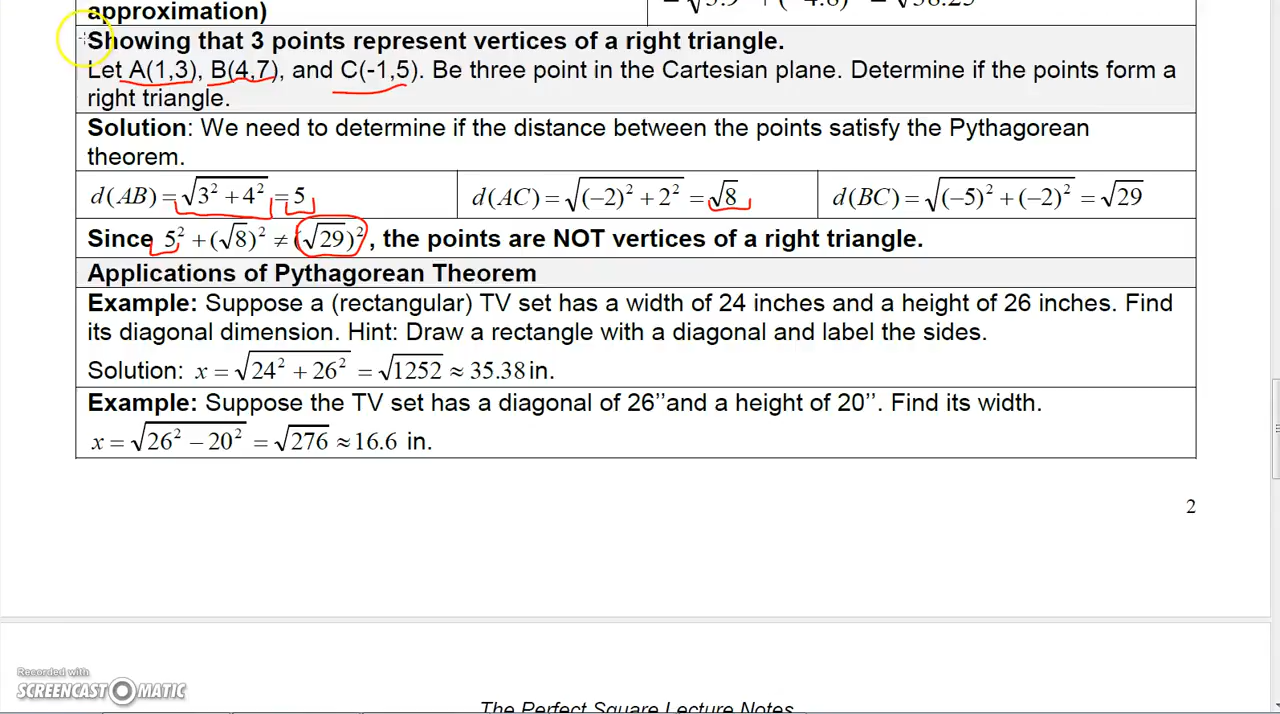 approximation)
Showing that 3 points represent vertices of a right triangle.
Let A(1,3), B(4,7), and C(-1,5). Be three point in the Cartesian plane. Determine if the points form a
right triangle.
Solution: We need to determine if the distance between the points satisfy the Pythagorean
theorem.
d(AB) = √(3² + 4²) = 5
d(AC) = √((−2)² + 2²) = √8
d(BC) = √((−5)² + (−2)²) = √29
Since 5² + (√8)² ≠ (√29)², the points are NOT vertices of a right triangle.
Applications of Pythagorean Theorem
Example: Suppose a (rectangular) TV set has a width of 24 inches and a height of 26 inches. Find
its diagonal dimension. Hint: Draw a rectangle with a diagonal and label the sides.
Solution: x = √(24² + 26²) = √1252 ≈ 35.38 in.
Example: Suppose the TV set has a diagonal of 26’’and a height of 20’’. Find its width.
x = √(26² − 20²) = √276 ≈ 16.6 in.
2
Recorded with
SCREENCAST-O-MATIC
The Perfect Square Lecture Notes